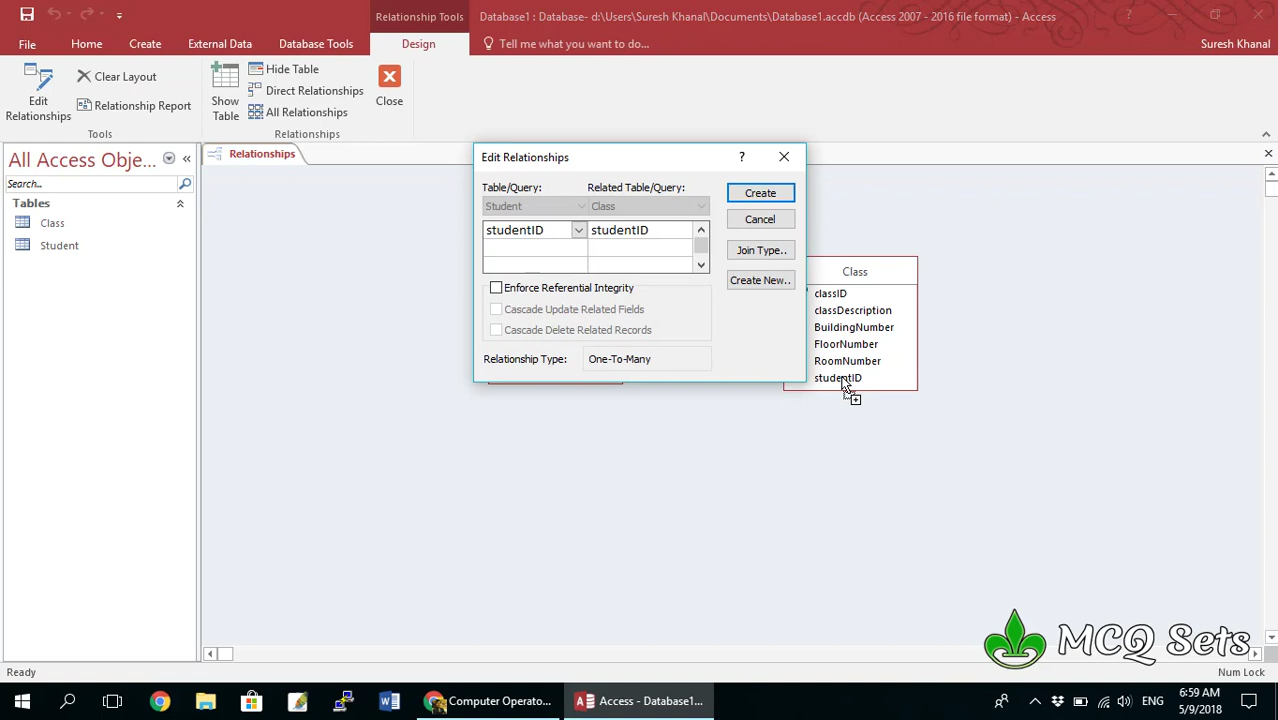 Relationship Tools
Database1 : Database- d:\Users\Suresh Khanal\Documents\Database1.accdb (Access 2007 - 2016 file format) - Access
File Home Create External Data Database Tools Design Tell me what you want to do... Suresh Khanal
Edit Relationships
Clear Layout
Relationship Report
Tools
Show Table
Hide Table
Direct Relationships
All Relationships
Relationships
Close
All Access Obje...
Search...
Tables
Class
Student
Relationships
Edit Relationships
?
Table/Query: Related Table/Query:
Student Class
studentID studentID
Enforce Referential Integrity
Cascade Update Related Fields
Cascade Delete Related Records
Relationship Type: One-To-Many
Create
Cancel
Join Type..
Create New..
Class
classID
classDescription
BuildingNumber
FloorNumber
RoomNumber
studentID
MCQ Sets
Ready
Num Lock
Computer Operato...
Access - Database1...
ENG
6:59 AM
5/9/2018